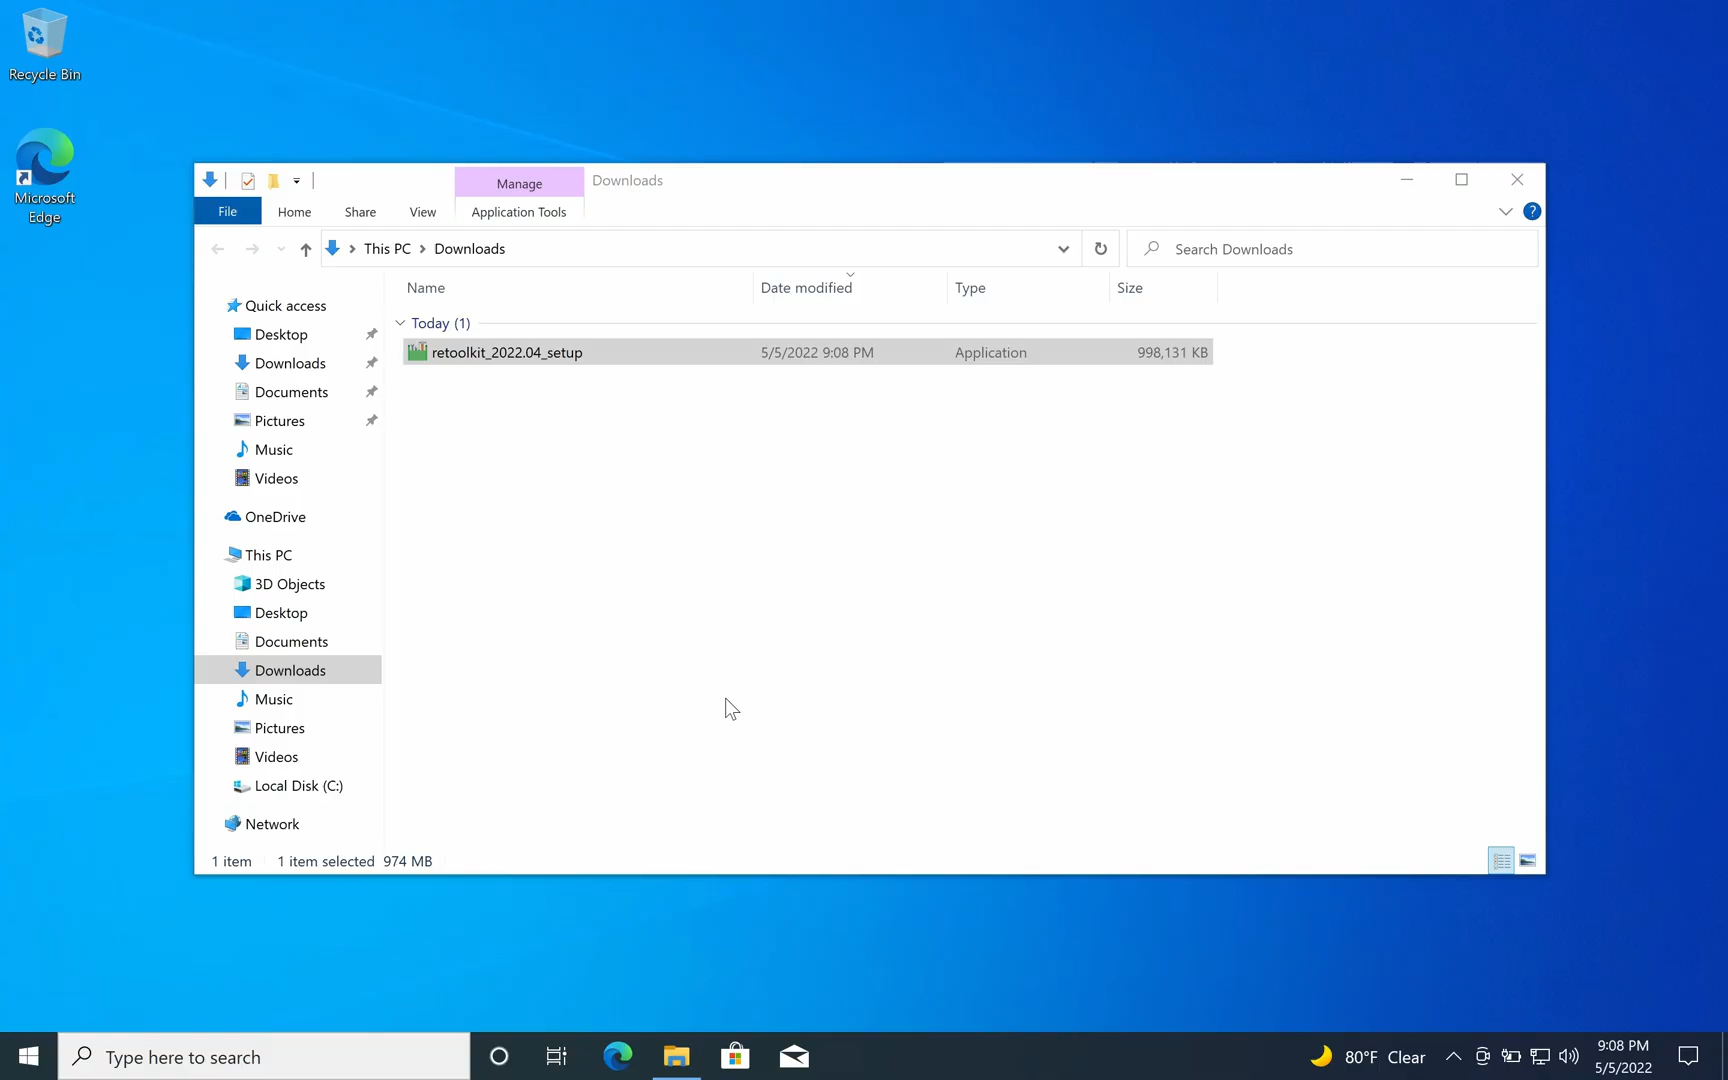 Recycle Bin
Microsoft
Edge
Manage
Downloads
File
Home
Share
View
Application Tools
This PC
Downloads
Search Downloads
Name
Date modified
Type
Size
Quick access
Today (1)
Desktop
retoolkit_2022.04_setup
5/5/2022 9:08 PM
Application
998,131 KB
Downloads
Documents
Pictures
Music
Videos
OneDrive
This PC
3D Objects
Desktop
Documents
Downloads
Music
Pictures
Videos
Local Disk (C:)
Network
1 item
1 item selected 974 MB
Type here to search
80°F Clear
9:08 PM
5/5/2022